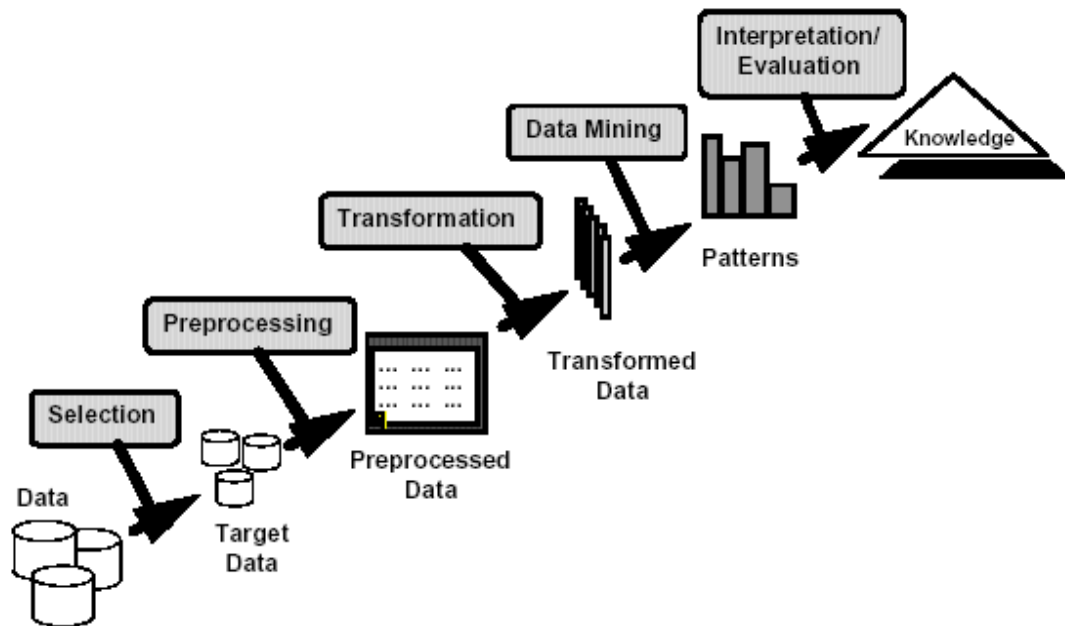 Interpretation/
Evaluation
Knowledge
Data Mining
Patterns
Transformation
Transformed
Data
Preprocessing
Preprocessed
Data
Selection
Target
Data
Data